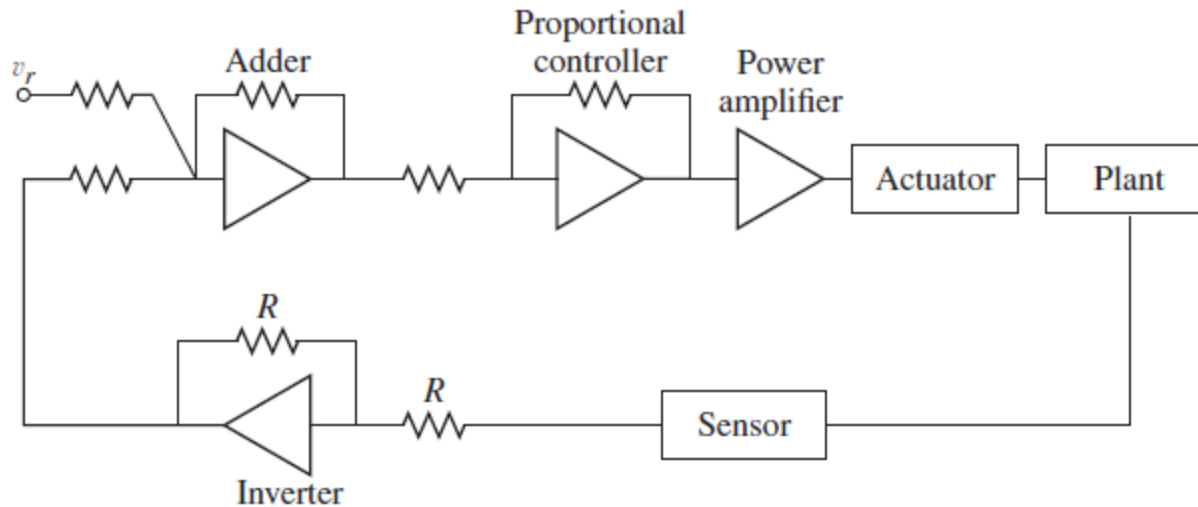 Proportional
controller
Adder
Power
amplifier
v_r
Actuator
Plant
R
R
Sensor
Inverter